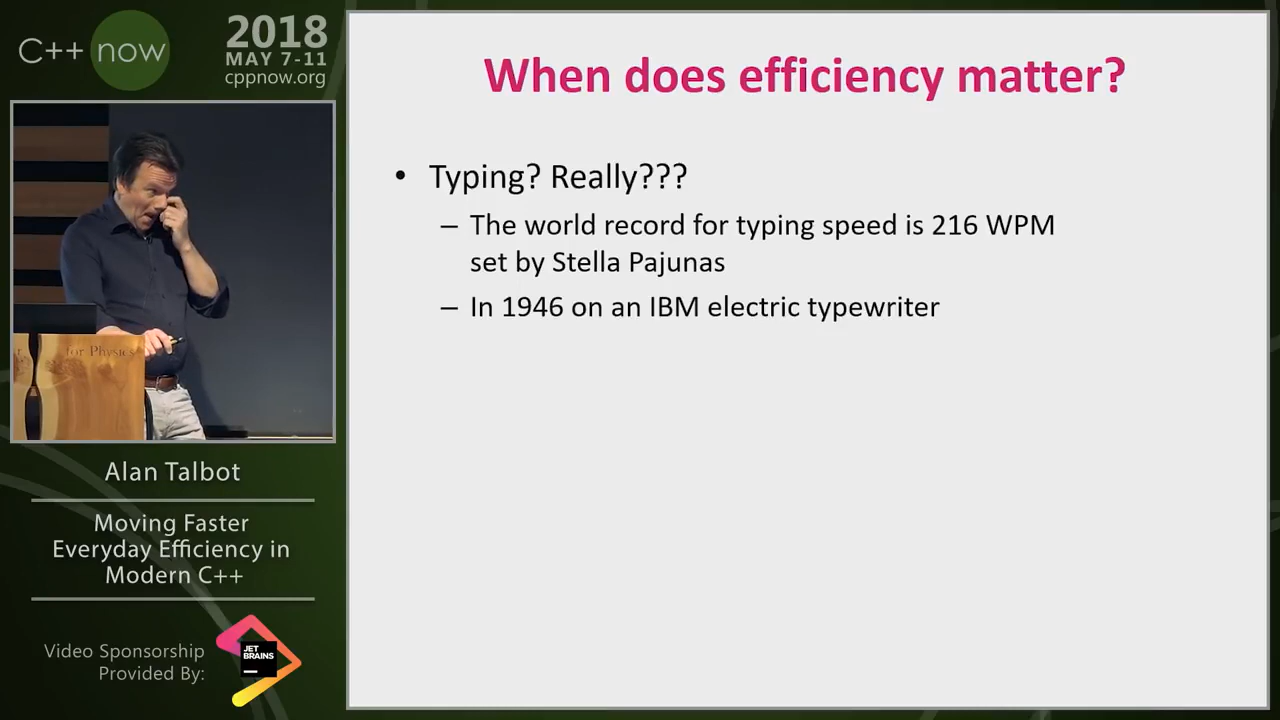 C++ now
2018
MAY 7-11
cppnow.org
for Physics
Alan Talbot
Moving Faster
Everyday Efficiency in
Modern C++
Video Sponsorship
Provided By:
JET
BRAINS
When does efficiency matter?
• Typing? Really???
– The world record for typing speed is 216 WPM
set by Stella Pajunas
– In 1946 on an IBM electric typewriter